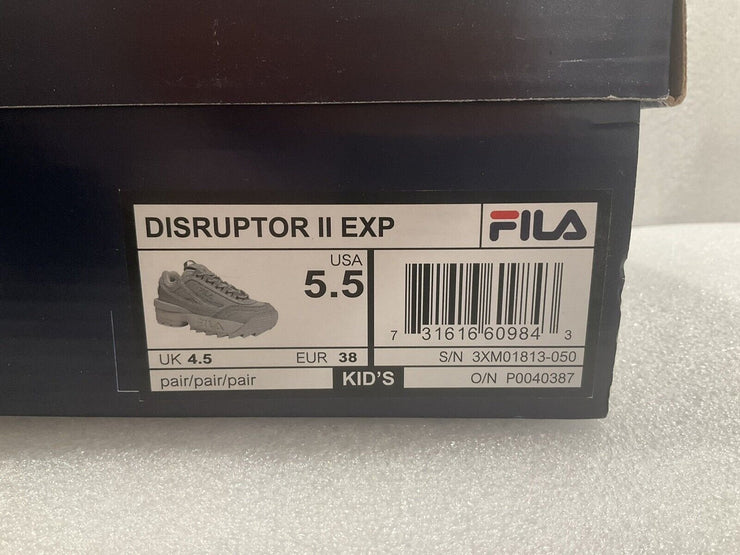 DISRUPTOR II EXP
FILA
USA
5.5
7 31616 60984 3
UK 4.5 EUR 38
S/N 3XM01813-050
pair/pair/pair
KID'S
O/N P0040387